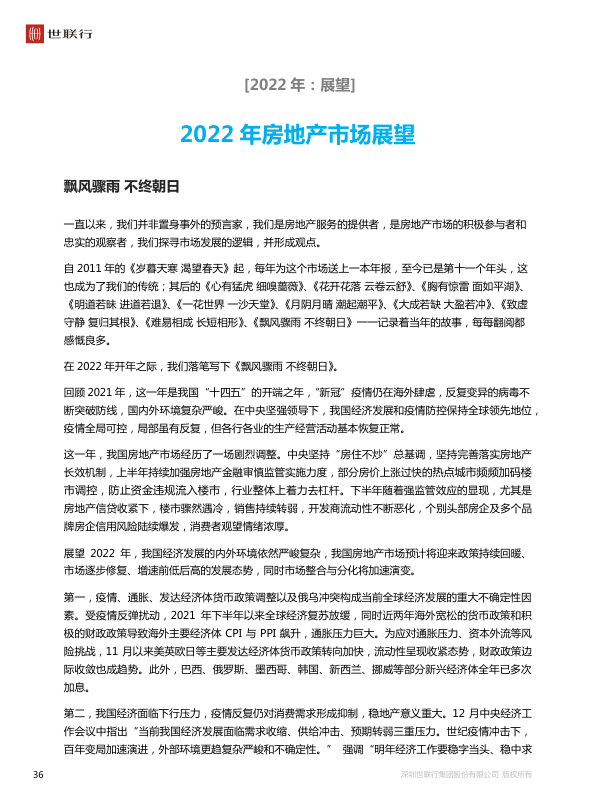 世联行
[2022 年：展望]
2022 年房地产市场展望
飘风骤雨 不终朝日
一直以来，我们并非置身事外的预言家，我们是房地产服务的提供者，是房地产市场的积极参与者和
忠实的观察者，我们探寻市场发展的逻辑，并形成观点。
自 2011 年的《岁暮天寒 渴望春天》起，每年为这个市场送上一本年报，至今已是第十一个年头，这
也成为了我们的传统；其后的《心有猛虎 细嗅蔷薇》、《花开花落 云卷云舒》、《胸有惊雷 面如平湖》、
《明道若昧 进道若退》、《一花世界 一沙天堂》、《月阴月晴 潮起潮平》、《大成若缺 大盈若冲》、《致虚
守静 复归其根》、《难易相成 长短相形》、《飘风骤雨 不终朝日》一一记录着当年的故事，每每翻阅都
感慨良多。
在 2022 年开年之际，我们落笔写下《飘风骤雨 不终朝日》。
回顾 2021 年，这一年是我国“十四五”的开端之年，“新冠”疫情仍在海外肆虐，反复变异的病毒不
断突破防线，国内外环境复杂严峻。在中央坚强领导下，我国经济发展和疫情防控保持全球领先地位，
疫情全局可控，局部虽有反复，但各行各业的生产经营活动基本恢复正常。
这一年，我国房地产市场经历了一场剧烈调整。中央坚持“房住不炒”总基调，坚持完善落实房地产
长效机制，上半年持续加强房地产金融审慎监管实施力度，部分房价上涨过快的热点城市频频加码楼
市调控，防止资金违规流入楼市，行业整体上着力去杠杆。下半年随着强监管效应的显现，尤其是
房地产信贷收紧下，楼市骤然遇冷，销售持续转弱，开发商流动性不断恶化，个别头部房企及多个品
牌房企信用风险陆续爆发，消费者观望情绪浓厚。
展望 2022 年，我国经济发展的内外环境依然严峻复杂，我国房地产市场预计将迎来政策持续回暖、
市场逐步修复、增速前低后高的发展态势，同时市场整合与分化将加速演变。
第一，疫情、通胀、发达经济体货币政策调整以及俄乌冲突构成当前全球经济发展的重大不确定性因
素。受疫情反弹扰动，2021 年下半年以来全球经济复苏放缓，同时近两年海外宽松的货币政策和积
极的财政政策导致海外主要经济体 CPI 与 PPI 飙升，通胀压力巨大。为应对通胀压力、资本外流等风
险挑战，11 月以来美英欧日等主要发达经济体货币政策转向加快，流动性呈现收紧态势，财政政策边
际收敛也成趋势。此外，巴西、俄罗斯、墨西哥、韩国、新西兰、挪威等部分新兴经济体全年已多次
加息。
第二，我国经济面临下行压力，疫情反复仍对消费需求形成抑制，稳地产意义重大。12 月中央经济工
作会议中指出“当前我国经济发展面临需求收缩、供给冲击、预期转弱三重压力。世纪疫情冲击下，
百年变局加速演进，外部环境更趋复杂严峻和不确定性。” 强调“明年经济工作要稳字当头、稳中求
36
深圳世联行集团股份有限公司 版权所有